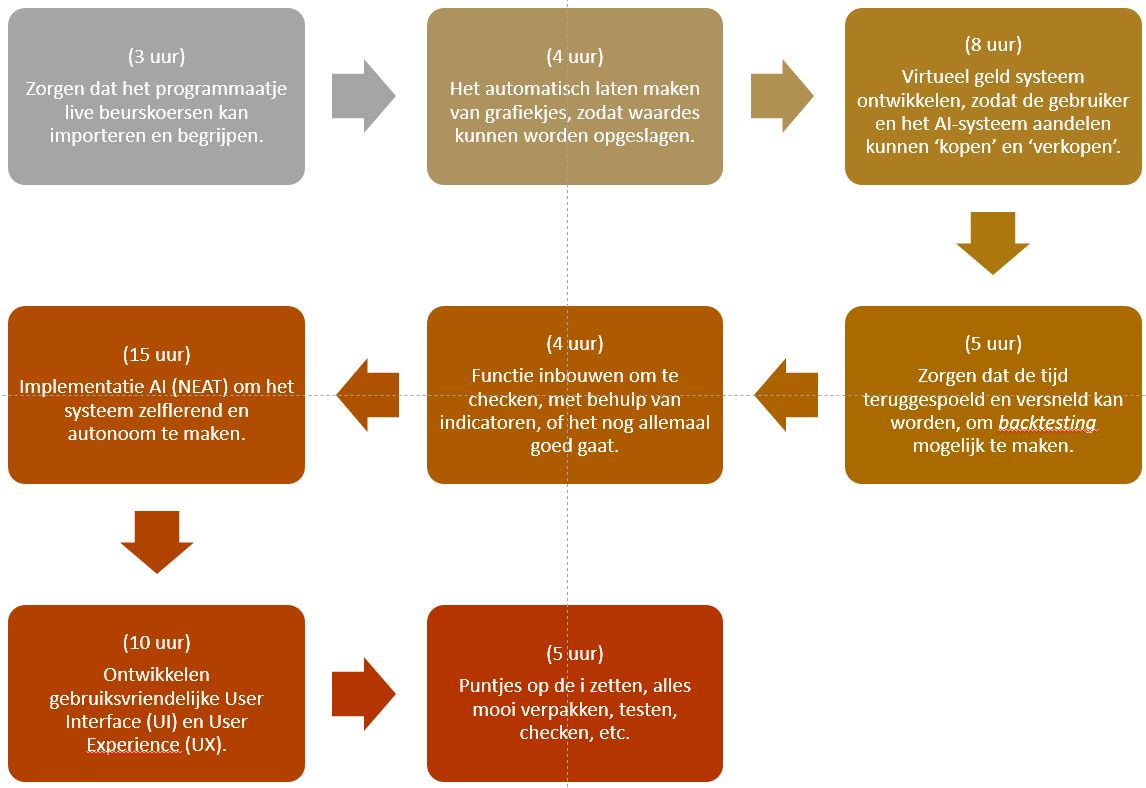 (3 uur)
Zorgen dat het programmaatje
live beurskoersen kan
importeren en begrijpen.
(4 uur)
Het automatisch laten maken
van grafiekjes, zodat waardes
kunnen worden opgeslagen.
(8 uur)
Virtueel geld systeem
ontwikkelen, zodat de gebruiker
en het AI-systeem aandelen
kunnen ‘kopen’ en ‘verkopen’.
(5 uur)
Zorgen dat de tijd
teruggespoeld en versneld kan
worden, om backtesting
mogelijk te maken.
(4 uur)
Functie inbouwen om te
checken, met behulp van
indicatoren, of het nog allemaal
goed gaat.
(15 uur)
Implementatie AI (NEAT) om het
systeem zelflerend en
autonoom te maken.
(10 uur)
Ontwikkelen
gebruiksvriendelijke User
Interface (UI) en User
Experience (UX).
(5 uur)
Puntjes op de i zetten, alles
mooi verpakken, testen,
checken, etc.